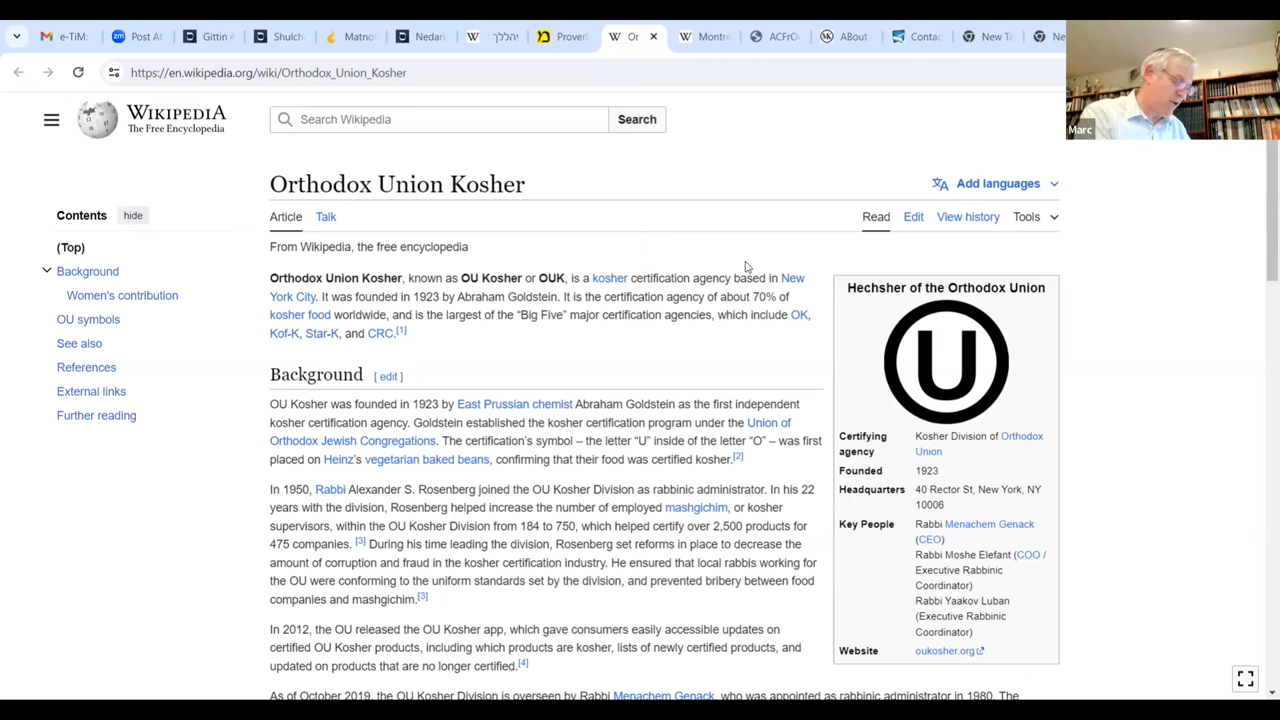 e-TiM
Post At
Gittin 4
Shulch
Matno
Nedari
יהללך
Prover
Or
Montre
ACFrO
ABout
Contac
New Ta
Ne
https://en.wikipedia.org/wiki/Orthodox_Union_Kosher
Marc
WIKIPEDIA
The Free Encyclopedia
Search Wikipedia
Search
Orthodox Union Kosher
Add languages
Contents hide
Article Talk
Read Edit View history Tools
(Top)
Background
Women's contribution
OU symbols
See also
References
External links
Further reading
From Wikipedia, the free encyclopedia
Orthodox Union Kosher, known as OU Kosher or OUK, is a kosher certification agency based in New
York City. It was founded in 1923 by Abraham Goldstein. It is the certification agency of about 70% of
kosher food worldwide, and is the largest of the “Big Five” major certification agencies, which include OK,
Kof-K, Star-K, and CRC.[1]
Background [ edit ]
OU Kosher was founded in 1923 by East Prussian chemist Abraham Goldstein as the first independent
kosher certification agency. Goldstein established the kosher certification program under the Union of
Orthodox Jewish Congregations. The certification's symbol – the letter “U” inside of the letter “O” – was first
placed on Heinz's vegetarian baked beans, confirming that their food was certified kosher.[2]
In 1950, Rabbi Alexander S. Rosenberg joined the OU Kosher Division as rabbinic administrator. In his 22
years with the division, Rosenberg helped increase the number of employed mashgichim, or kosher
supervisors, within the OU Kosher Division from 184 to 750, which helped certify over 2,500 products for
475 companies. [3] During his time leading the division, Rosenberg set reforms in place to decrease the
amount of corruption and fraud in the kosher certification industry. He ensured that local rabbis working for
the OU were conforming to the uniform standards set by the division, and prevented bribery between food
companies and mashgichim.[3]
In 2012, the OU released the OU Kosher app, which gave consumers easily accessible updates on
certified OU Kosher products, including which products are kosher, lists of newly certified products, and
updated on products that are no longer certified.[4]
As of October 2019, the OU Kosher Division is overseen by Rabbi Menachem Genack, who was appointed as rabbinic administrator in 1980. The
Hechsher of the Orthodox Union
U
Certifying agency
Kosher Division of Orthodox
Union
Founded 1923
Headquarters 40 Rector St, New York, NY
10006
Key People Rabbi Menachem Genack
(CEO)
Rabbi Moshe Elefant (COO /
Executive Rabbinic
Coordinator)
Rabbi Yaakov Luban
(Executive Rabbinic
Coordinator)
Website oukosher.org